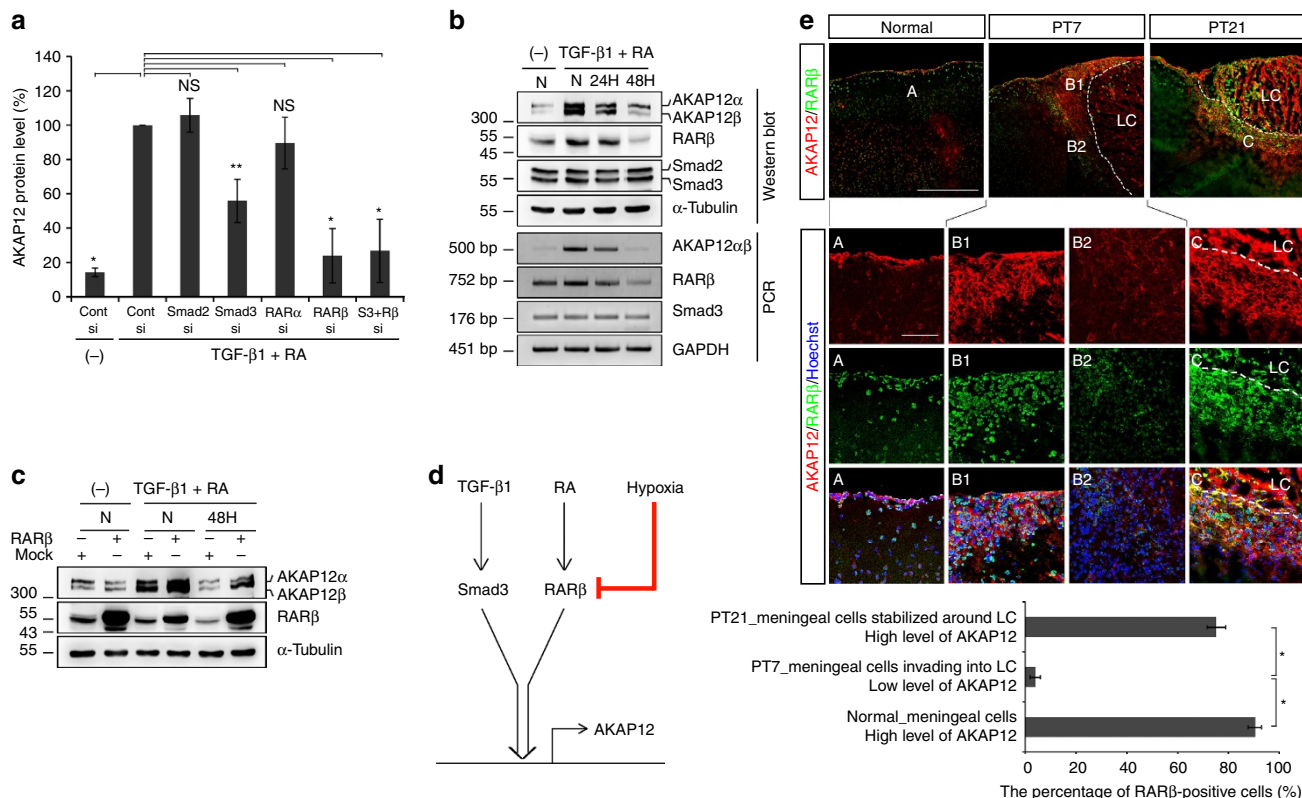 a
AKAP12 protein level (%)
140
120
100
80
60
40
20
0
*
NS
**
NS
*
*
Cont si
Cont si
Smad2 si
Smad3 si
RARα si
RARβ si
S3+Rβ si
(–)
TGF-β1 + RA
b
(–) TGF-β1 + RA
N N 24H 48H
300
AKAP12α
AKAP12β
55
45
RARβ
55
Smad2
Smad3
55
α-Tubulin
Western blot
500 bp
AKAP12αβ
752 bp
RARβ
176 bp
Smad3
451 bp
GAPDH
PCR
c
(–) TGF-β1 + RA
N N 48H
RARβ – + – + – +
Mock + – + – + –
300
AKAP12α
AKAP12β
55
43
RARβ
55
α-Tubulin
d
TGF-β1 RA Hypoxia
Smad3 RARβ
AKAP12
e
Normal PT7 PT21
AKAP12/RARβ
A
B1
B2
LC
LC
C
AKAP12/RARβ/Hoechst
A B1 B2 C LC
A B1 B2 C LC
A B1 B2 C LC
PT21_meningeal cells stabilized around LC
High level of AKAP12
PT7_meningeal cells invading into LC
Low level of AKAP12
Normal_meningeal cells
High level of AKAP12
*
*
0 20 40 60 80 100
The percentage of RARβ-positive cells (%)